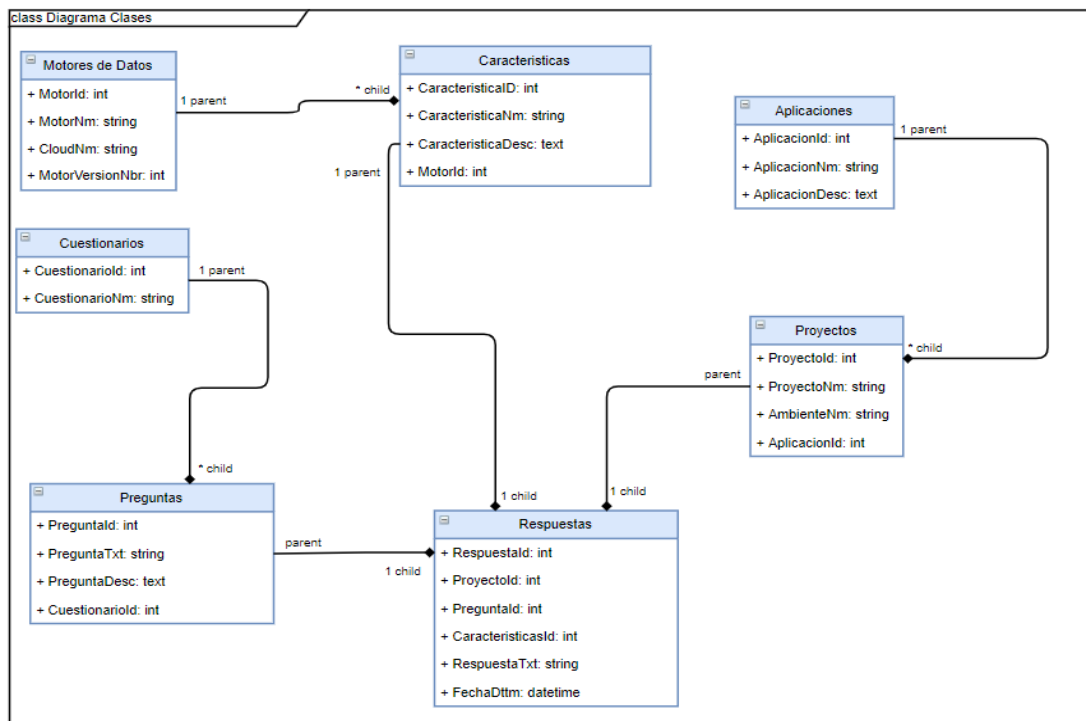 class Diagrama Clases
Motores de Datos
+ MotorId: int
+ MotorNm: string
+ CloudNm: string
+ MotorVersionNbr: int
1 parent
* child
Caracteristicas
+ CaracteristicaID: int
+ CaracteristicaNm: string
+ CaracteristicaDesc: text
+ MotorId: int
1 parent
Aplicaciones
+ AplicacionId: int
+ AplicacionNm: string
+ AplicacionDesc: text
1 parent
Cuestionarios
+ CuestionarioId: int
+ CuestionarioNm: string
1 parent
* child
Proyectos
+ ProyectoId: int
+ ProyectoNm: string
+ AmbienteNm: string
+ AplicacionId: int
* child
parent
Preguntas
+ PreguntaId: int
+ PreguntaTxt: string
+ PreguntaDesc: text
+ CuestionarioId: int
parent
1 child
1 child
1 child
Respuestas
+ RespuestaId: int
+ ProyectoId: int
+ PreguntaId: int
+ CaracteristicasId: int
+ RespuestaTxt: string
+ FechaDttm: datetime